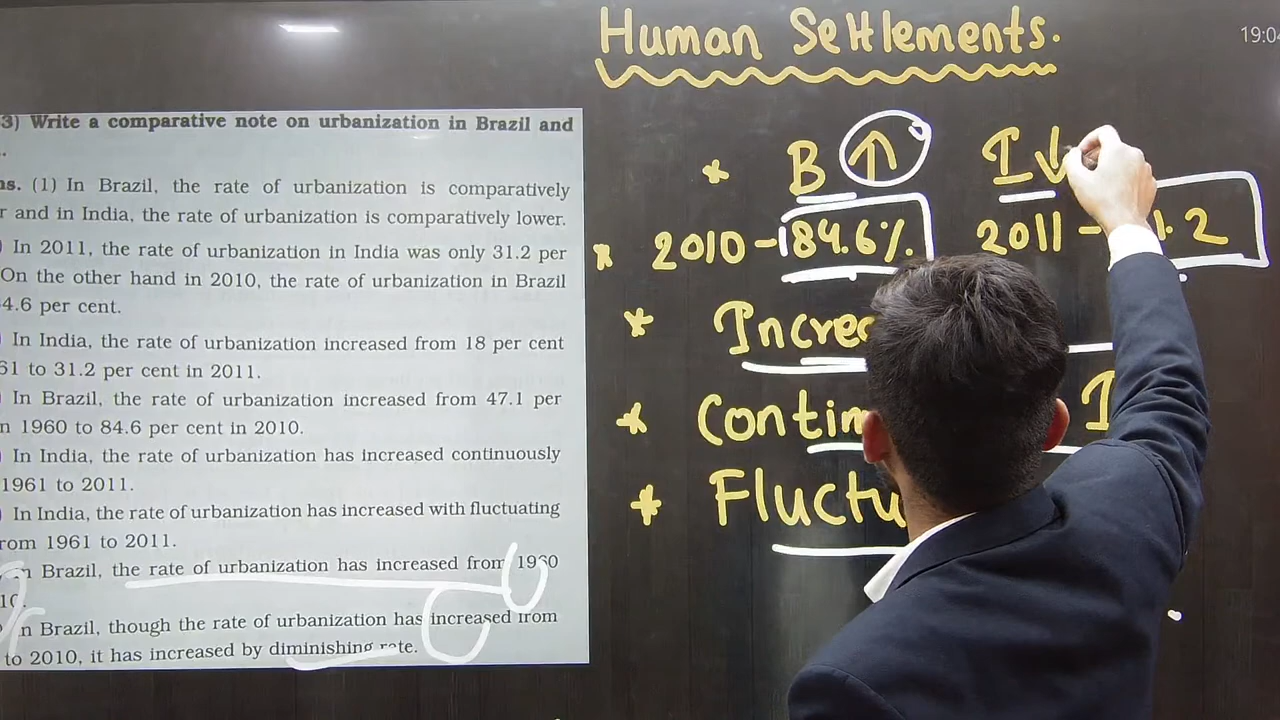 Human Settlements.
19:04
3) Write a comparative note on urbanization in Brazil and
.
ns. (1) In Brazil, the rate of urbanization is comparatively
r and in India, the rate of urbanization is comparatively lower.
) In 2011, the rate of urbanization in India was only 31.2 per
On the other hand in 2010, the rate of urbanization in Brazil
4.6 per cent.
) In India, the rate of urbanization increased from 18 per cent
61 to 31.2 per cent in 2011.
) In Brazil, the rate of urbanization increased from 47.1 per
n 1960 to 84.6 per cent in 2010.
) In India, the rate of urbanization has increased continuously
1961 to 2011.
) In India, the rate of urbanization has increased with fluctuating
rom 1961 to 2011.
n Brazil, the rate of urbanization has increased from 1960
10.
n Brazil, though the rate of urbanization has increased from
to 2010, it has increased by diminishing rate.
* B ↑ I ↓
* 2010 - 84.6% 2011 - 1.2
* Increa
* Contin I
* Fluctu